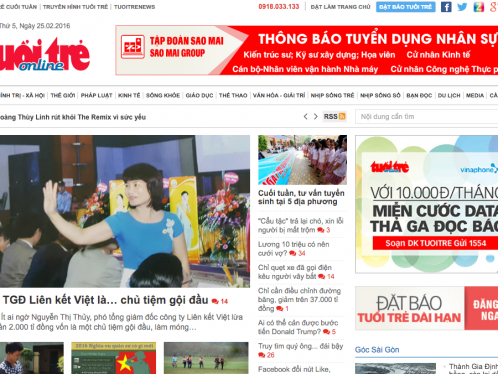 RẺ CUỐI TUẦN | TRUYỀN HÌNH TUỔI TRẺ | TUOITRENEWS
0918.033.133 | ĐẶT LÀM TRANG CHỦ
ĐẶT BÁO TUỔI TRẺ
Thứ 5, Ngày 25.02.2016
tuổi trẻ
online
TẬP ĐOÀN SAO MAI
SAO MAI GROUP
THÔNG BÁO TUYỂN DỤNG NHÂN SỰ
Kiến trúc sư; Kỹ sư xây dựng; Họa viên
Cử nhân Kinh tế
Cán bộ-Nhân viên vận hành Nhà máy
Cử nhân Công nghệ Thực p
HÍNH TRỊ - XÃ HỘI
THẾ GIỚI
PHÁP LUẬT
KINH TẾ
SỐNG KHỎE
GIÁO DỤC
THỂ THAO
VĂN HÓA - GIẢI TRÍ
NHỊP SỐNG TRẺ
NHỊP SỐNG SỐ
BẠN ĐỌC
DU LỊCH
MEDIA
oàng Thùy Linh rút khỏi The Remix vì sức yếu
RSS
Nội dung cần tìm
TGĐ Liên kết Việt là… chủ tiệm gội đầu 14
Ít ai ngờ Nguyễn Thị Thủy, phó tổng giám đốc công ty Liên kết Việt lừa
ần 2.000 tỉ đồng vốn là một chủ tiệm gội đầu, làm móng…
Cuối tuần, tư vấn tuyển
sinh tại 5 địa phương
"Cẩu tặc" trả lại chó, xin lỗi
người bị mất trộm 3
Lương 10 triệu có nên
cưới vợ? 34
Chỉ quẹt xe đã gọi điện
kêu người vây bắt 16
Chỉ cần điều chỉnh đường
băng, giảm trên 37.000 tỉ
đồng 1
Ai có thể cản được bước
tiến Donald Trump? 6
Truy tìm quý ông... đái bậy
26
Facebook đổi nút Like,
tuổi trẻ
vinaphone
VỚI 10.000Đ/THÁNG
MIỄN CƯỚC DATA
THẢ GA ĐỌC BÁO
Soạn DK TUOITRE Gửi 1554
ĐẶT BÁO
TUỔI TRẺ DÀI HẠN
ĐĂNG
NGA
Góc Sài Gòn
Thành Gia Định